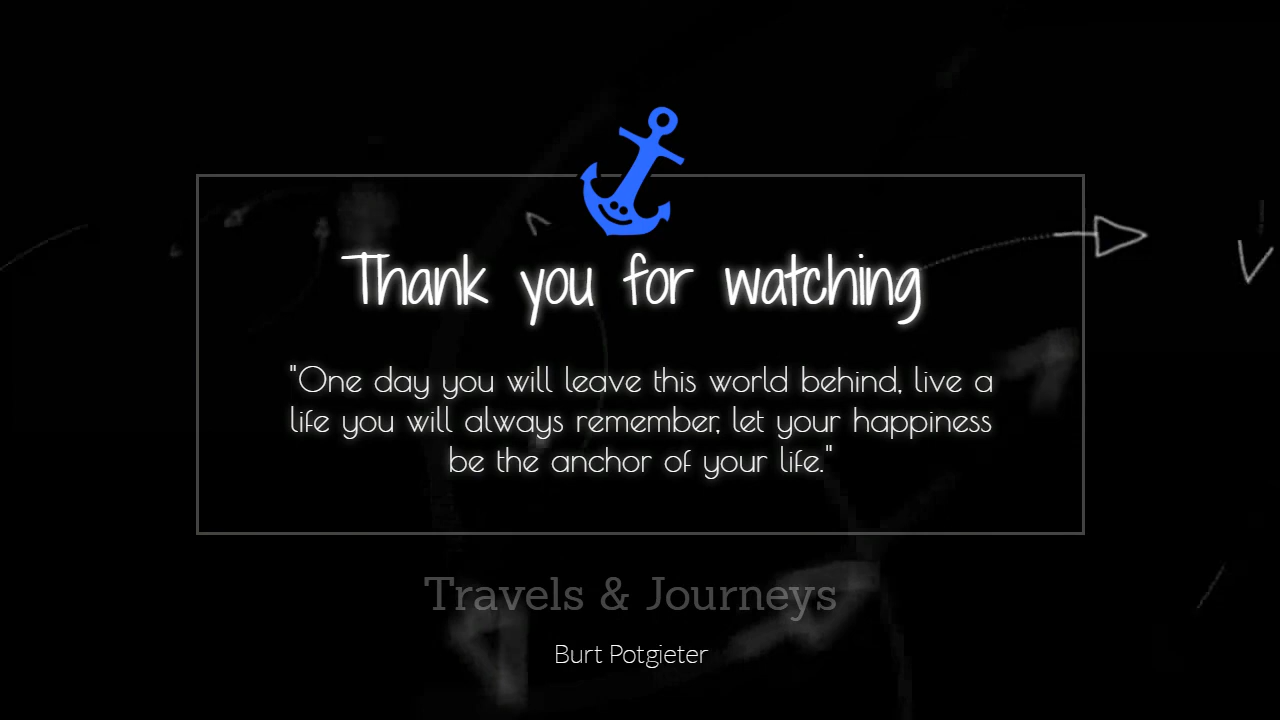 Thank you for watching
"One day you will leave this world behind, live a
life you will always remember, let your happiness
be the anchor of your life."
Travels & Journeys
Burt Potgieter